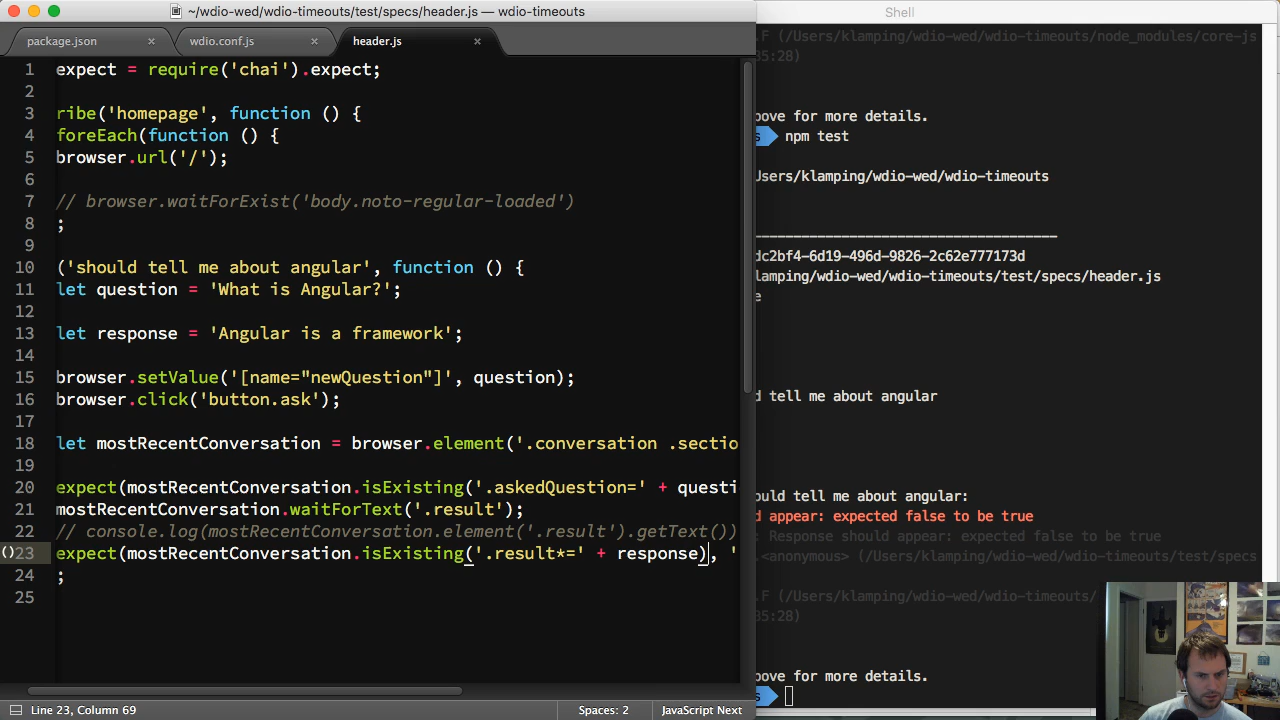 ~/wdio-wed/wdio-timeouts/test/specs/header.js — wdio-timeouts
package.json × wdio.conf.js × header.js ×
1 expect = require('chai').expect;
2
3 ribe('homepage', function () {
4 foreEach(function () {
5 browser.url('/');
6
7 // browser.waitForExist('body.noto-regular-loaded')
8 ;
9
10 ('should tell me about angular', function () {
11 let question = 'What is Angular?';
12
13 let response = 'Angular is a framework';
14
15 browser.setValue('[name="newQuestion"]', question);
16 browser.click('button.ask');
17
18 let mostRecentConversation = browser.element('.conversation .sectio
19
20 expect(mostRecentConversation.isExisting('.askedQuestion=' + questi
21 mostRecentConversation.waitForText('.result');
22 // console.log(mostRecentConversation.element('.result').getText())
23 expect(mostRecentConversation.isExisting('.result*=' + response), '
24 ;
25
Line 23, Column 69 Spaces: 2 JavaScript Next
Shell
.F (/Users/klamping/wdio-wed/wdio-timeouts/node_modules/core-js
35:28)
bove for more details.
s npm test
Users/klamping/wdio-wed/wdio-timeouts
dc2bf4-6d19-496d-9826-2c62e777173d
lamping/wdio-wed/wdio-timeouts/test/specs/header.js
e
d tell me about angular
ould tell me about angular:
d appear: expected false to be true
: Response should appear: expected false to be true
.<anonymous> (/Users/klamping/wdio-wed/wdio-timeouts/test/specs
.F (/Users/klamping/wdio-wed/wdio-timeouts/
35:28)
bove for more details.
s